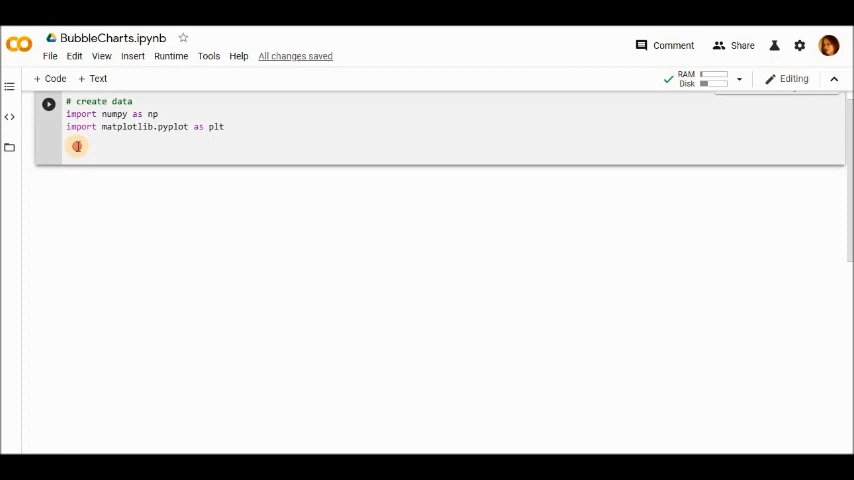 BubbleCharts.ipynb
File Edit View Insert Runtime Tools Help All changes saved
Comment Share
+ Code + Text
RAM
Disk
Editing
# create data
import numpy as np
import matplotlib.pyplot as plt